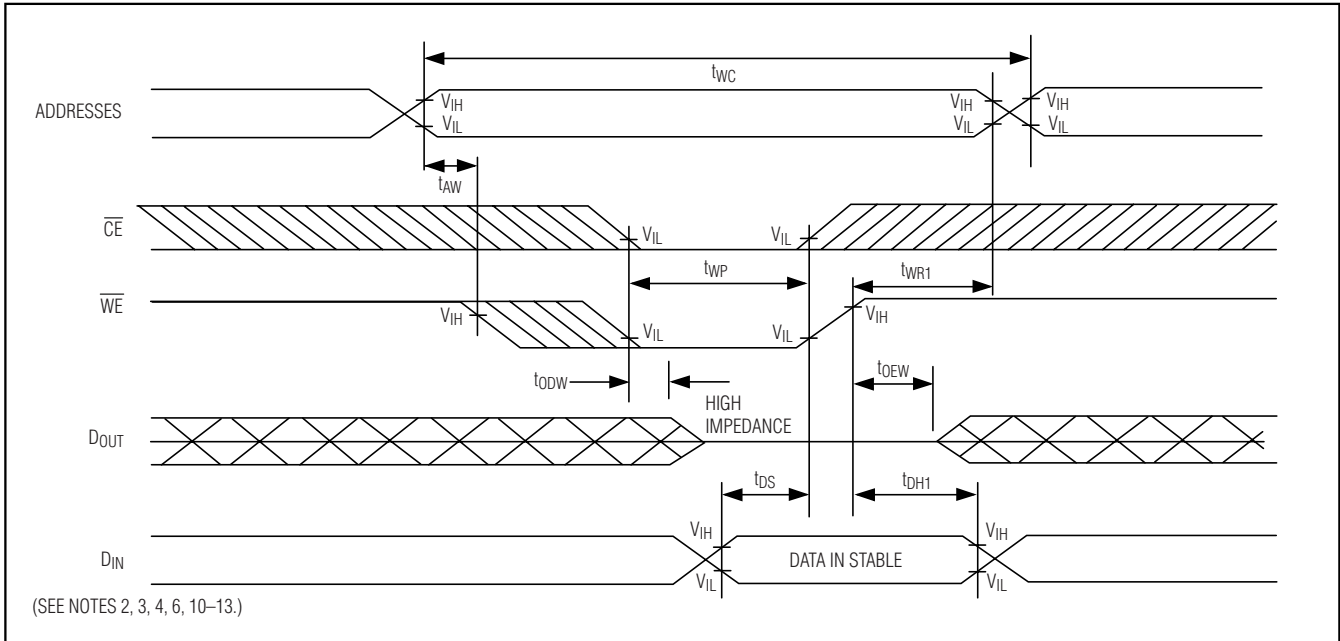 tWC
ADDRESSES
VIH
VIL
VIH
VIL
VIH
VIL
tAW
CE
VIL
VIL
tWP
tWR1
WE
VIH
VIL
VIL
VIH
tODW
tOEW
HIGH
IMPEDANCE
DOUT
tDS
tDH1
DIN
VIH
VIL
DATA IN STABLE
VIH
VIL
(SEE NOTES 2, 3, 4, 6, 10–13.)